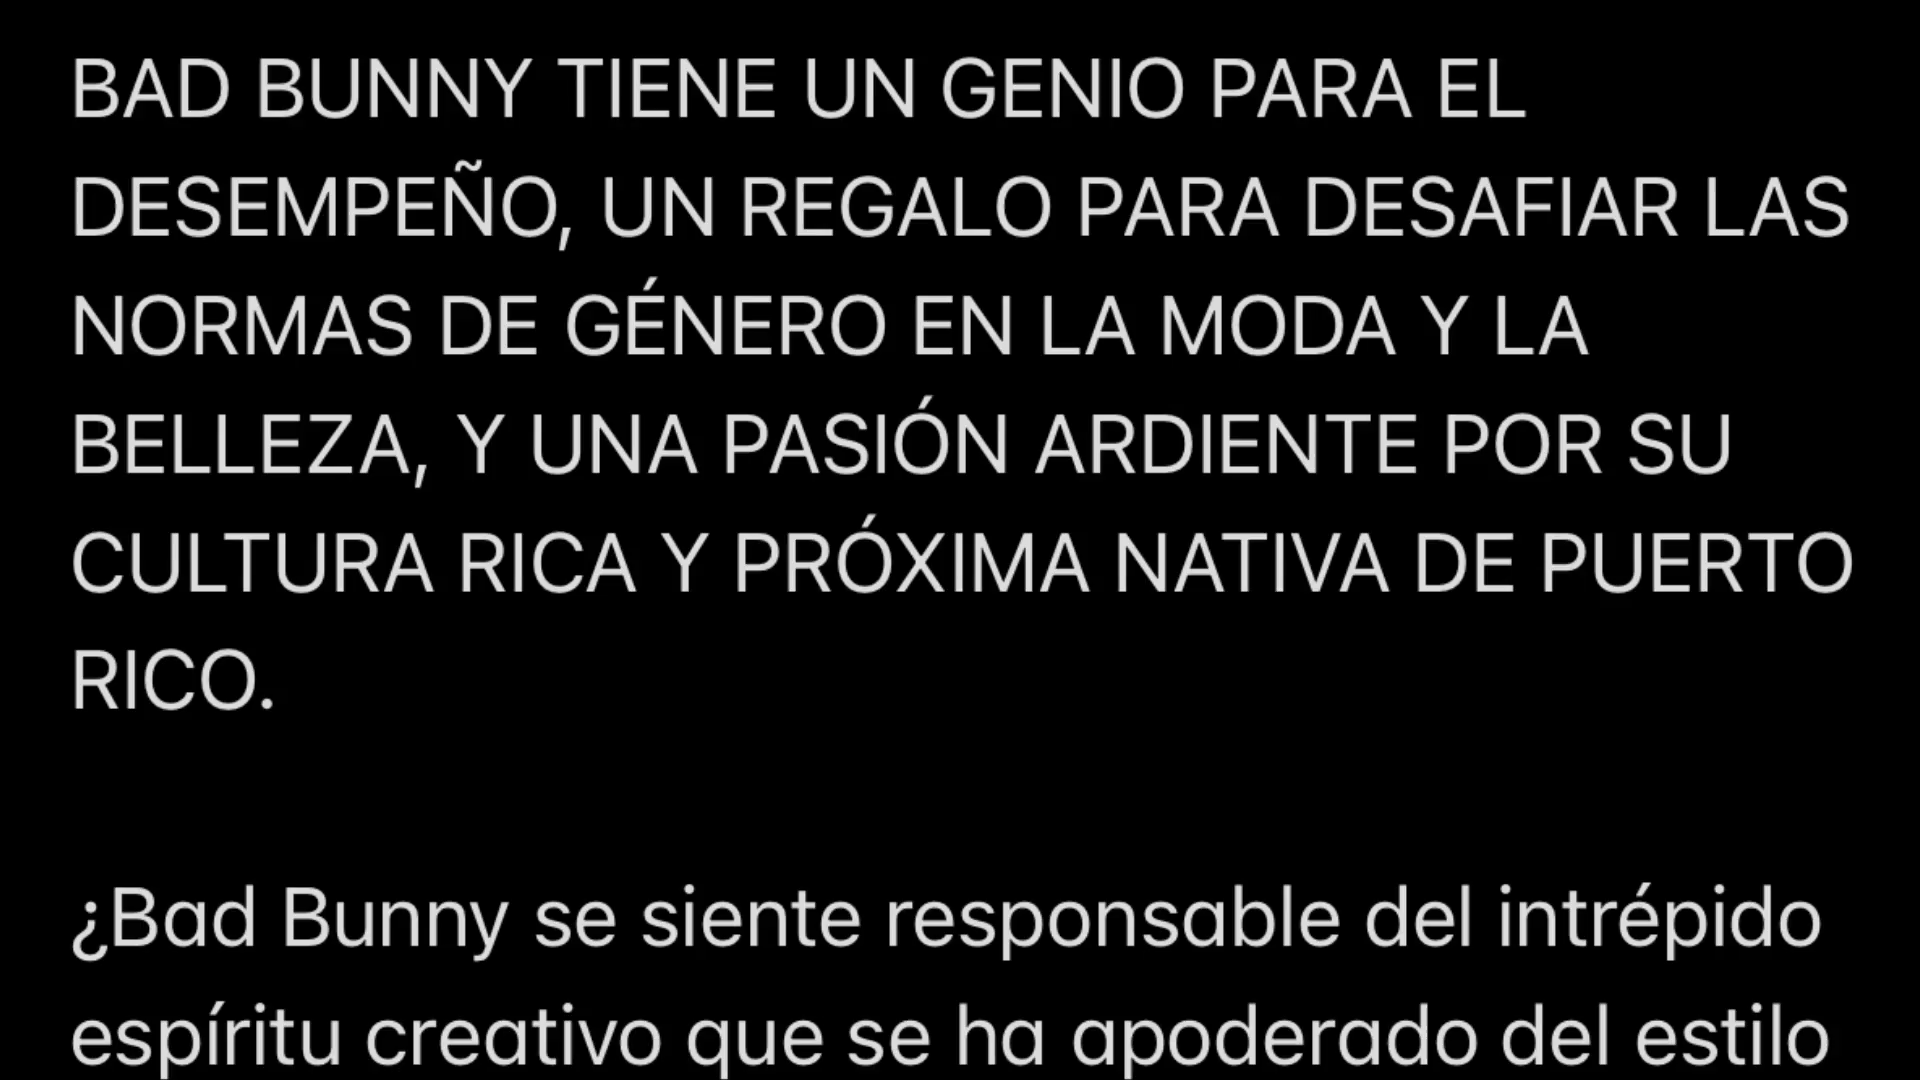 BAD BUNNY TIENE UN GENIO PARA EL
DESEMPEÑO, UN REGALO PARA DESAFIAR LAS
NORMAS DE GÉNERO EN LA MODA Y LA
BELLEZA, Y UNA PASIÓN ARDIENTE POR SU
CULTURA RICA Y PRÓXIMA NATIVA DE PUERTO
RICO.
¿Bad Bunny se siente responsable del intrépido
espíritu creativo que se ha apoderado del estilo